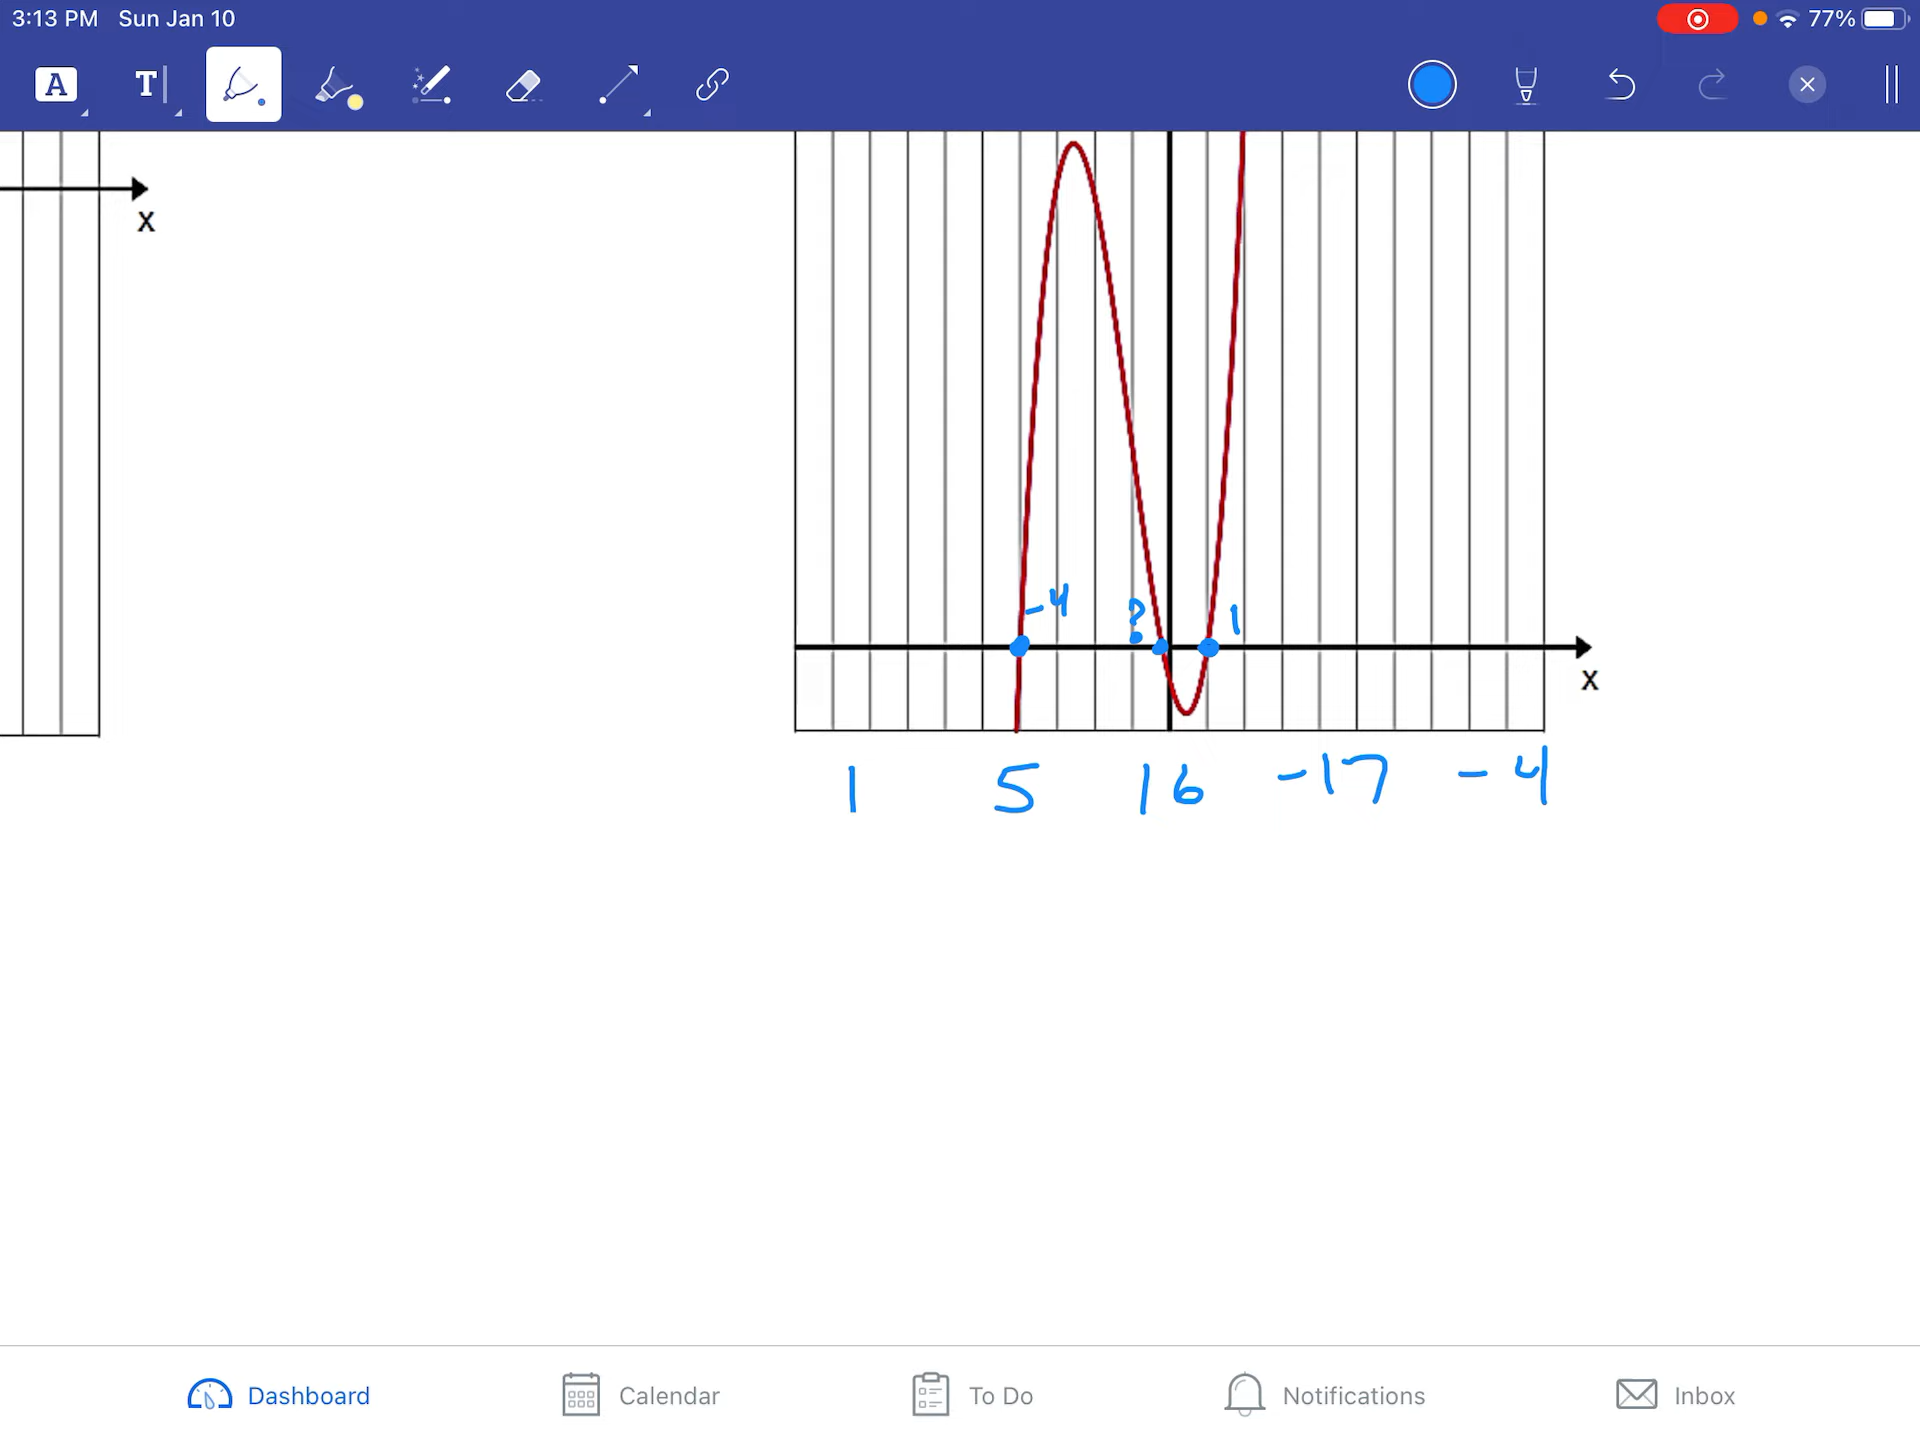 3:13 PM Sun Jan 10 77%
A T
x
-4 ? 1
x
1 5 16 -17 -4
Dashboard Calendar To Do Notifications Inbox